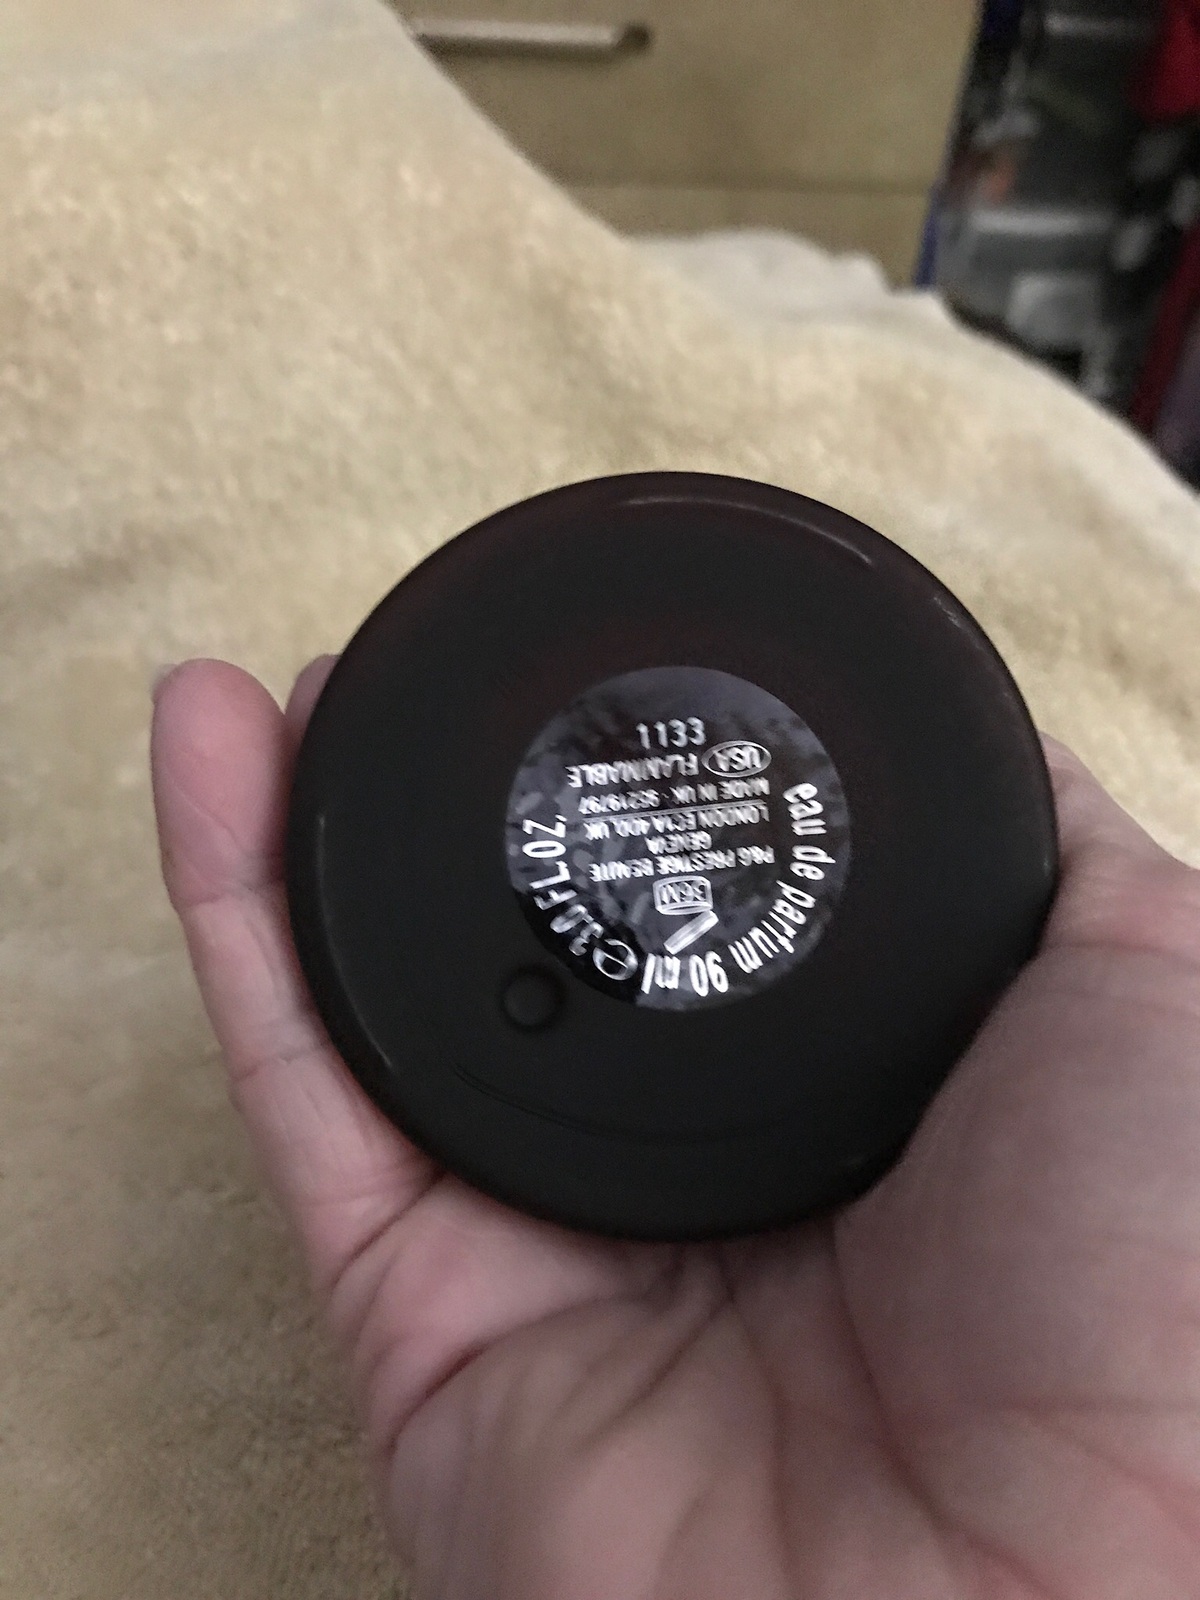 eau de parfum 90 ml ℮ 3.0 FL.OZ.
36M
P&G PRESTIGE BEAUTE
GENEVA
LONDON EC1A 4DD, UK
MADE IN UK - 95219797
USA FLAMMABLE
1133